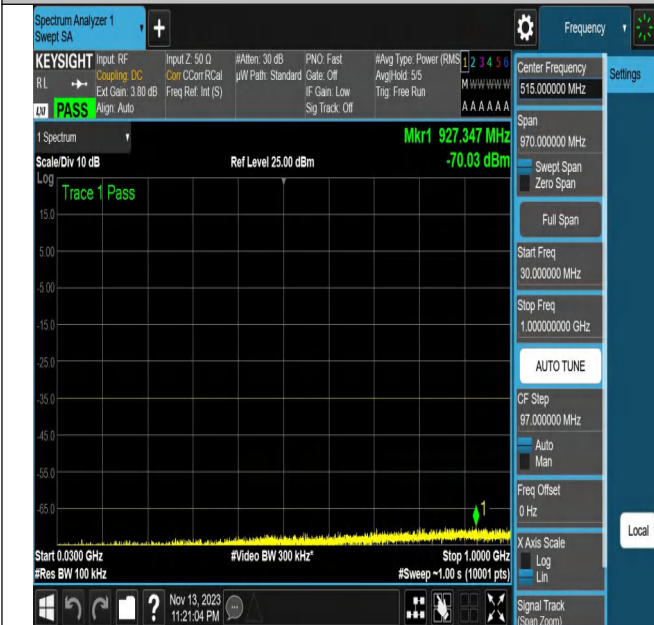 Spectrum Analyzer 1
Swept SA
+
Frequency
KEYSIGHT
RL
LXI
PASS
Input: RF
Coupling: DC
Ext Gain: 3.80 dB
Align: Auto
Input Z: 50 Ω
Corr CCorr RCal
Freq Ref: Int (S)
#Atten: 30 dB
µW Path: Standard
PNO: Fast
Gate: Off
IF Gain: Low
Sig Track: Off
#Avg Type: Power (RMS
Avg|Hold: 5/5
Trig: Free Run
1 2 3 4 5 6
M W W W W W
A A A A A A
1 Spectrum
Scale/Div 10 dB
Ref Level 25.00 dBm
Mkr1 927.347 MHz
-70.03 dBm
Log
Trace 1 Pass
15.0
5.00
-5.00
-15.0
-25.0
-35.0
-45.0
-55.0
-65.0
1
Start 0.0300 GHz
#Video BW 300 kHz*
Stop 1.0000 GHz
#Res BW 100 kHz
#Sweep ~1.00 s (10001 pts)
?
Nov 13, 2023
11:21:04 PM
Center Frequency
515.000000 MHz
Span
970.000000 MHz
Swept Span
Zero Span
Full Span
Start Freq
30.000000 MHz
Stop Freq
1.000000000 GHz
AUTO TUNE
CF Step
97.000000 MHz
Auto
Man
Freq Offset
0 Hz
X Axis Scale
Log
Lin
Signal Track
(Span Zoom)
Settings
Local